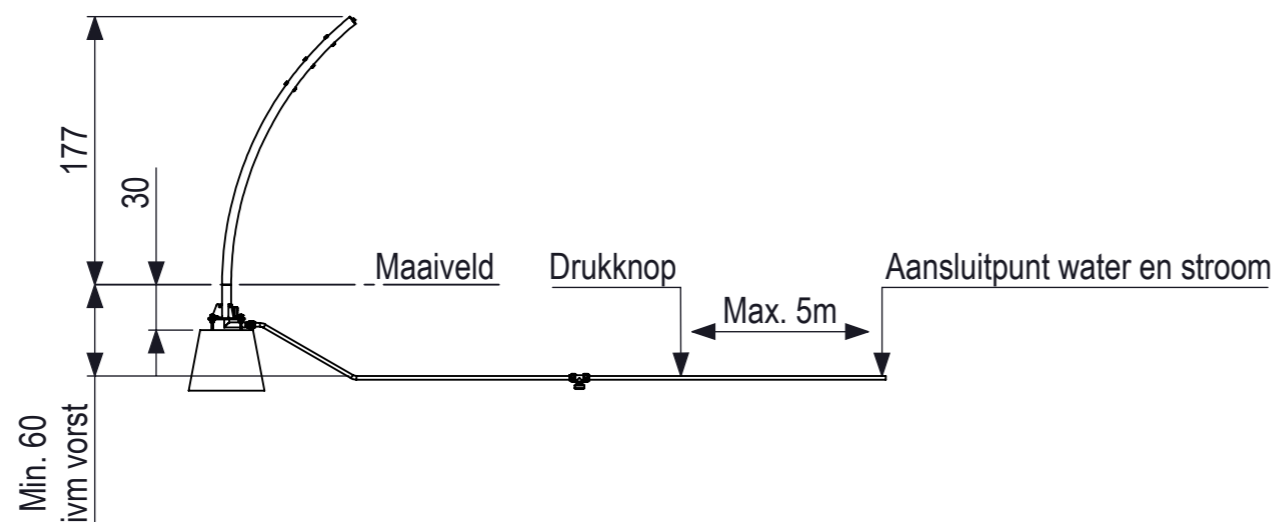 177
30
Maaiveld
Drukknop
Aansluitpunt water en stroom
Max. 5m
Min. 60
ivm vorst